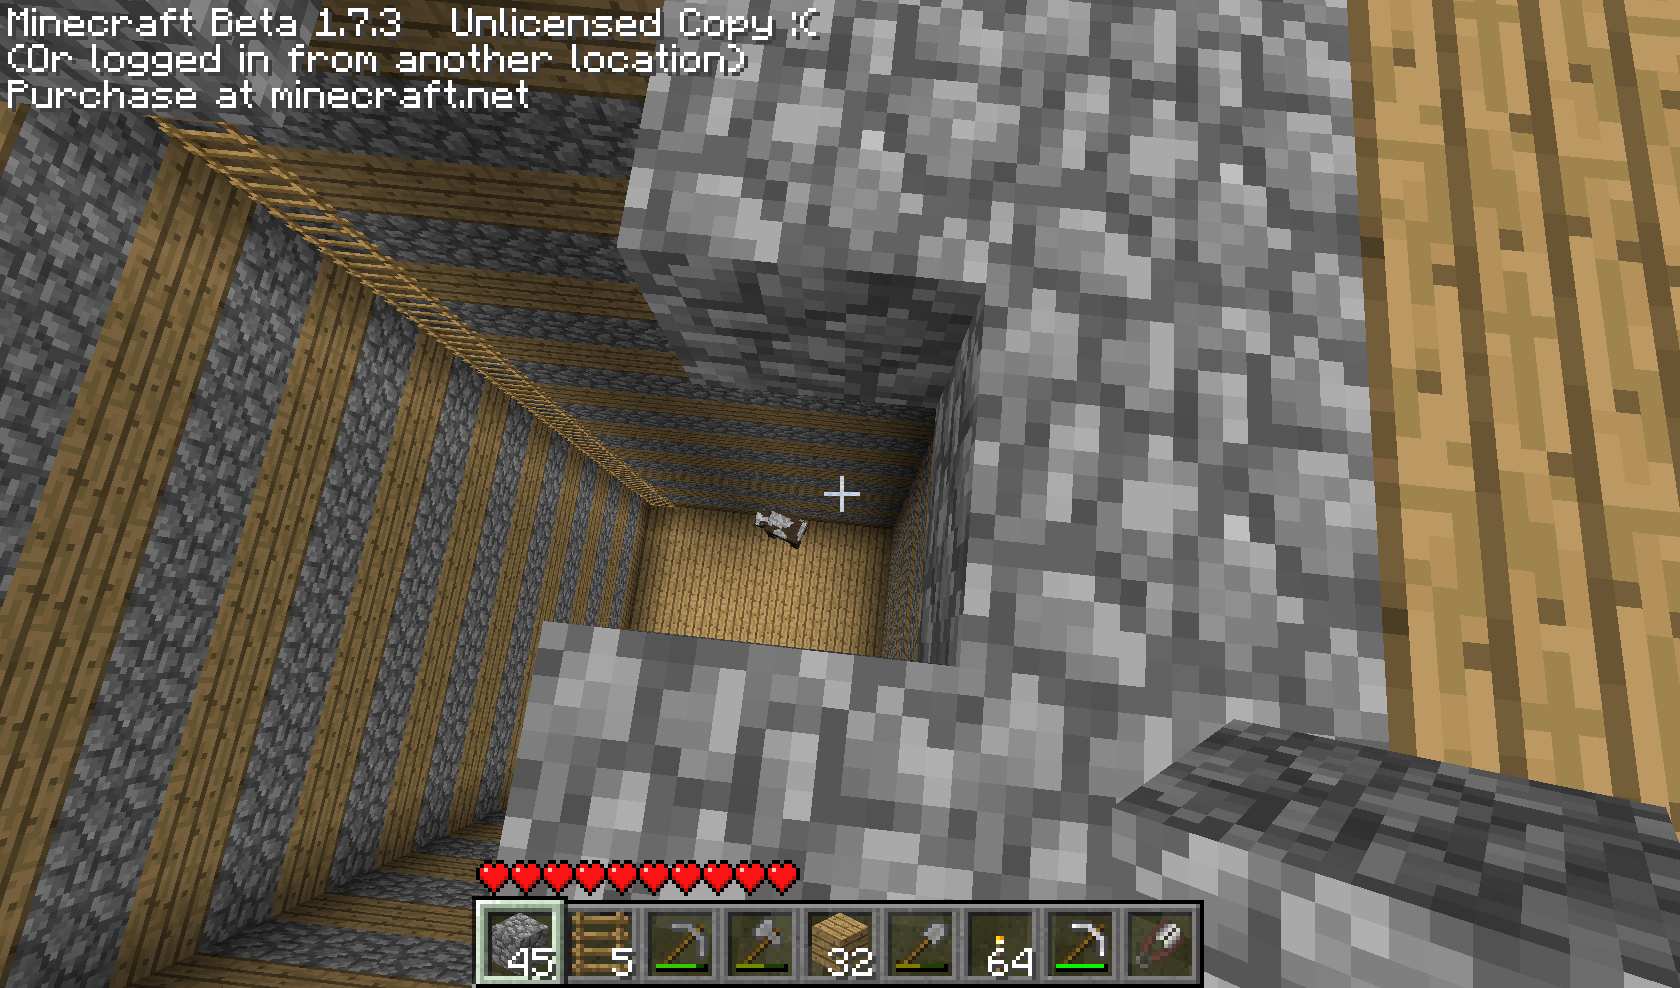 Minecraft Beta 1.7.3   Unlicensed Copy :(
(Or logged in from another location)
Purchase at minecraft.net
45 5 32 64